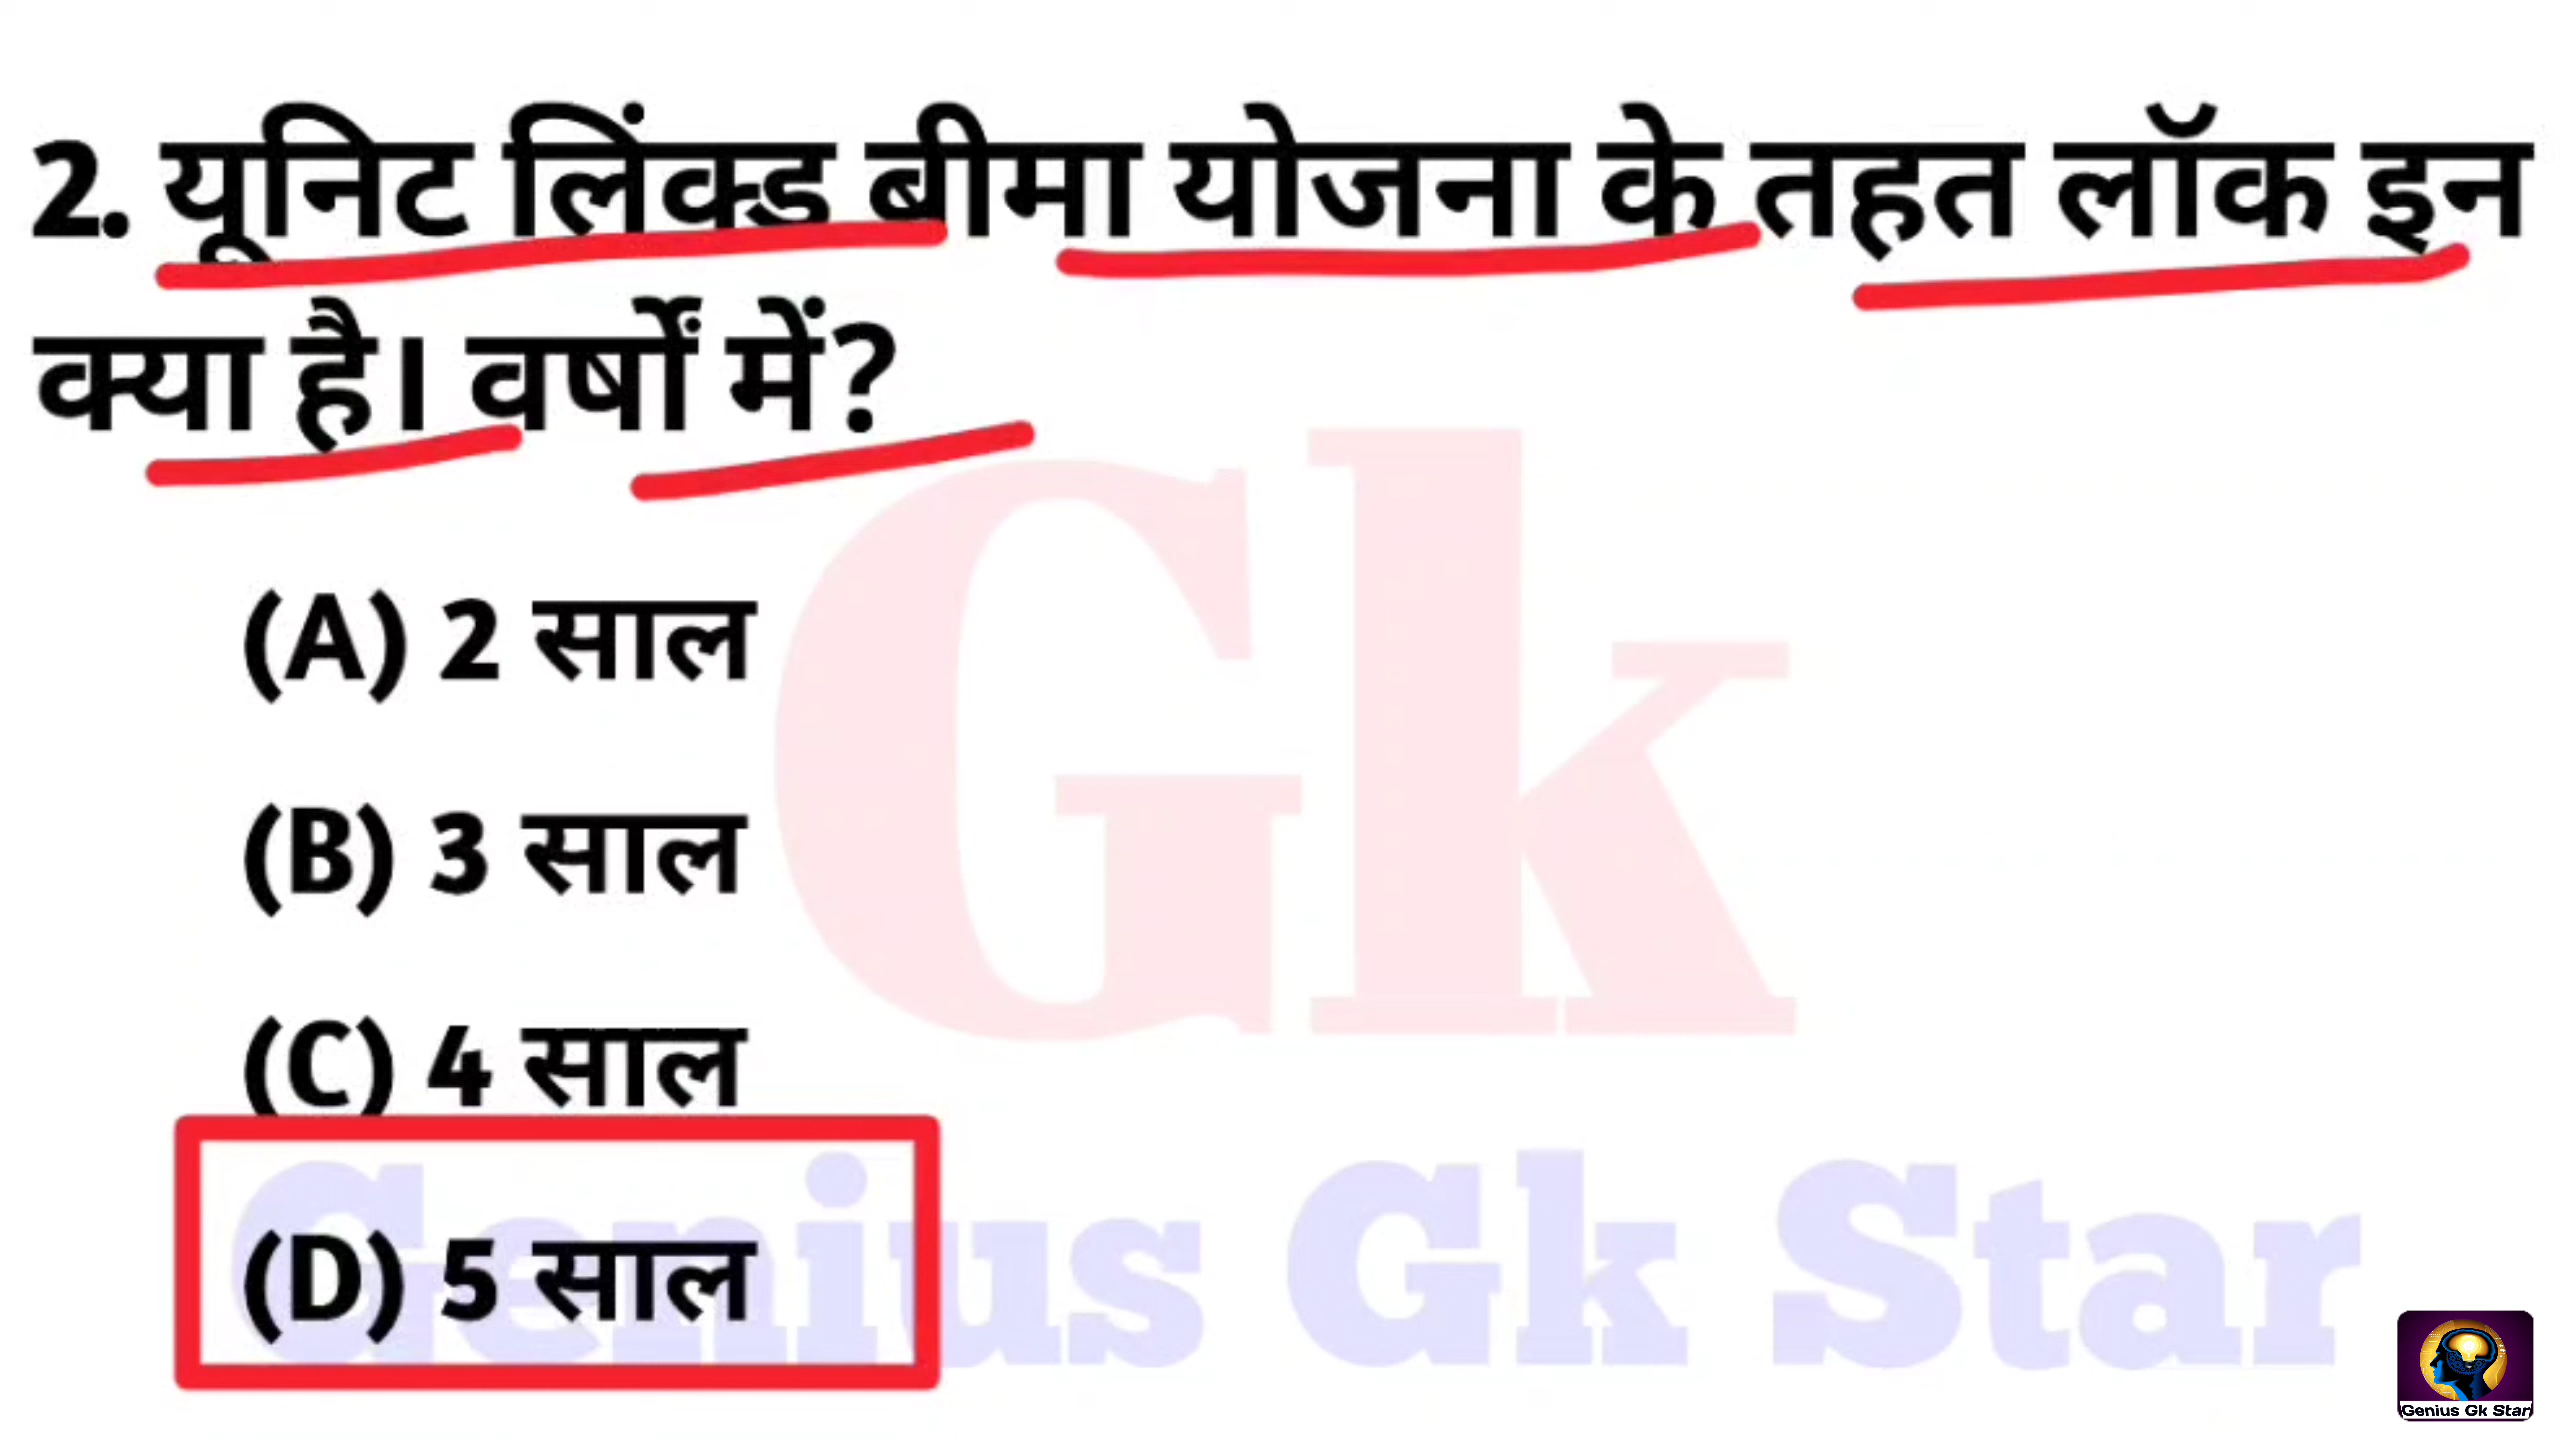 2. यूनिट लिंक्ड बीमा योजना के तहत लॉक इन
क्या है। वर्षों में?
Gk
(A) 2 साल
(B) 3 साल
(C) 4 साल
(D) 5 साल
Genius Gk Star
Genius Gk Star